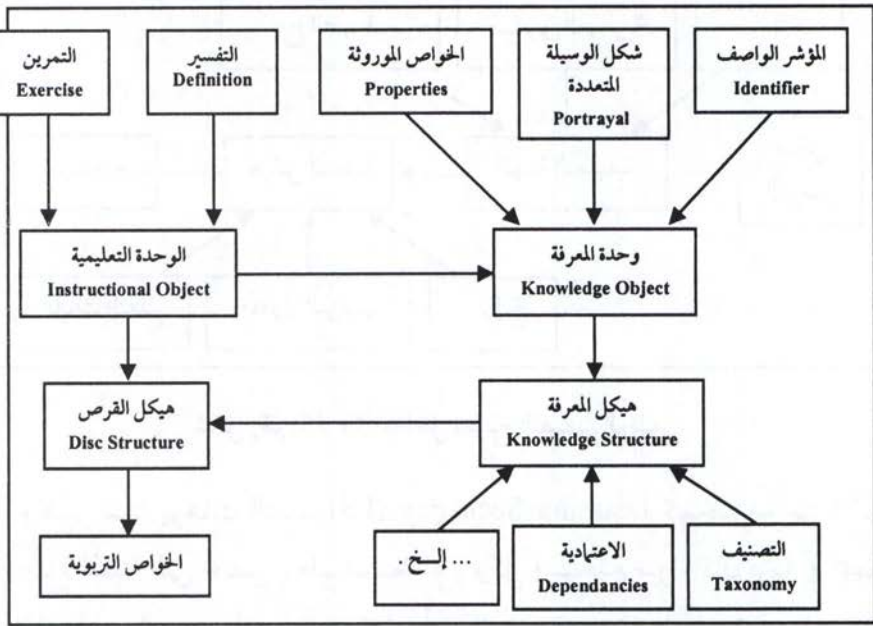 المؤشر الواصف
Identifier
شكل الوسيلة
المتعددة
Portrayal
الخواص الموروثة
Properties
التفسير
Definition
التمرين
Exercise
وحدة المعرفة
Knowledge Object
الوحدة التعليمية
Instructional Object
هيكل المعرفة
Knowledge Structure
هيكل القرص
Disc Structure
التصنيف
Taxonomy
الاعتمادية
Dependancies
... إلـخ .
الخواص التربوية